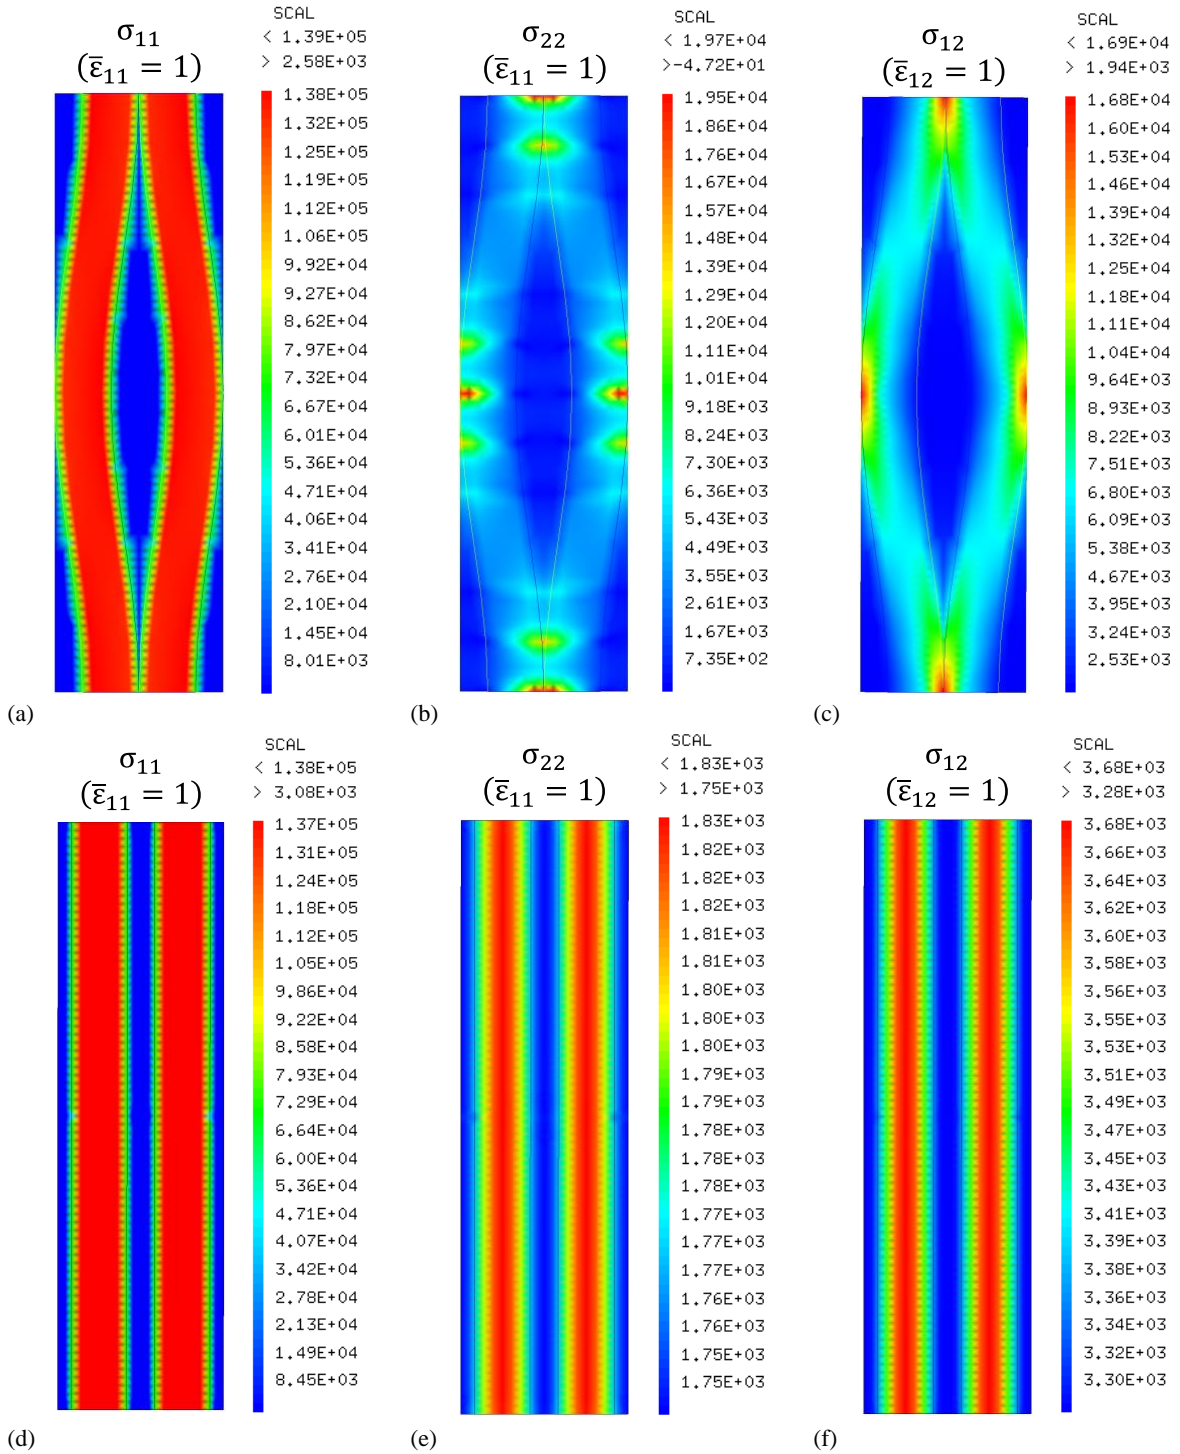 σ11
(ε̅11 = 1)
SCAL
< 1.39E+05
> 2.58E+03
1.38E+05
1.32E+05
1.25E+05
1.19E+05
1.12E+05
1.06E+05
9.92E+04
9.27E+04
8.62E+04
7.97E+04
7.32E+04
6.67E+04
6.01E+04
5.36E+04
4.71E+04
4.06E+04
3.41E+04
2.76E+04
2.10E+04
1.45E+04
8.01E+03
(a)
σ22
(ε̅11 = 1)
SCAL
< 1.97E+04
>-4.72E+01
1.95E+04
1.86E+04
1.76E+04
1.67E+04
1.57E+04
1.48E+04
1.39E+04
1.29E+04
1.20E+04
1.11E+04
1.01E+04
9.18E+03
8.24E+03
7.30E+03
6.36E+03
5.43E+03
4.49E+03
3.55E+03
2.61E+03
1.67E+03
7.35E+02
(b)
σ12
(ε̅12 = 1)
SCAL
< 1.69E+04
> 1.94E+03
1.68E+04
1.60E+04
1.53E+04
1.46E+04
1.39E+04
1.32E+04
1.25E+04
1.18E+04
1.11E+04
1.04E+04
9.64E+03
8.93E+03
8.22E+03
7.51E+03
6.80E+03
6.09E+03
5.38E+03
4.67E+03
3.95E+03
3.24E+03
2.53E+03
(c)
σ11
(ε̅11 = 1)
SCAL
< 1.38E+05
> 3.08E+03
1.37E+05
1.31E+05
1.24E+05
1.18E+05
1.12E+05
1.05E+05
9.86E+04
9.22E+04
8.58E+04
7.93E+04
7.29E+04
6.64E+04
6.00E+04
5.36E+04
4.71E+04
4.07E+04
3.42E+04
2.78E+04
2.13E+04
1.49E+04
8.45E+03
(d)
σ22
(ε̅11 = 1)
SCAL
< 1.83E+03
> 1.75E+03
1.83E+03
1.82E+03
1.82E+03
1.82E+03
1.81E+03
1.81E+03
1.80E+03
1.80E+03
1.80E+03
1.79E+03
1.79E+03
1.78E+03
1.78E+03
1.78E+03
1.77E+03
1.77E+03
1.77E+03
1.76E+03
1.76E+03
1.75E+03
1.75E+03
(e)
σ12
(ε̅12 = 1)
SCAL
< 3.68E+03
> 3.28E+03
3.68E+03
3.66E+03
3.64E+03
3.62E+03
3.60E+03
3.58E+03
3.56E+03
3.55E+03
3.53E+03
3.51E+03
3.49E+03
3.47E+03
3.45E+03
3.43E+03
3.41E+03
3.39E+03
3.38E+03
3.36E+03
3.34E+03
3.32E+03
3.30E+03
(f)